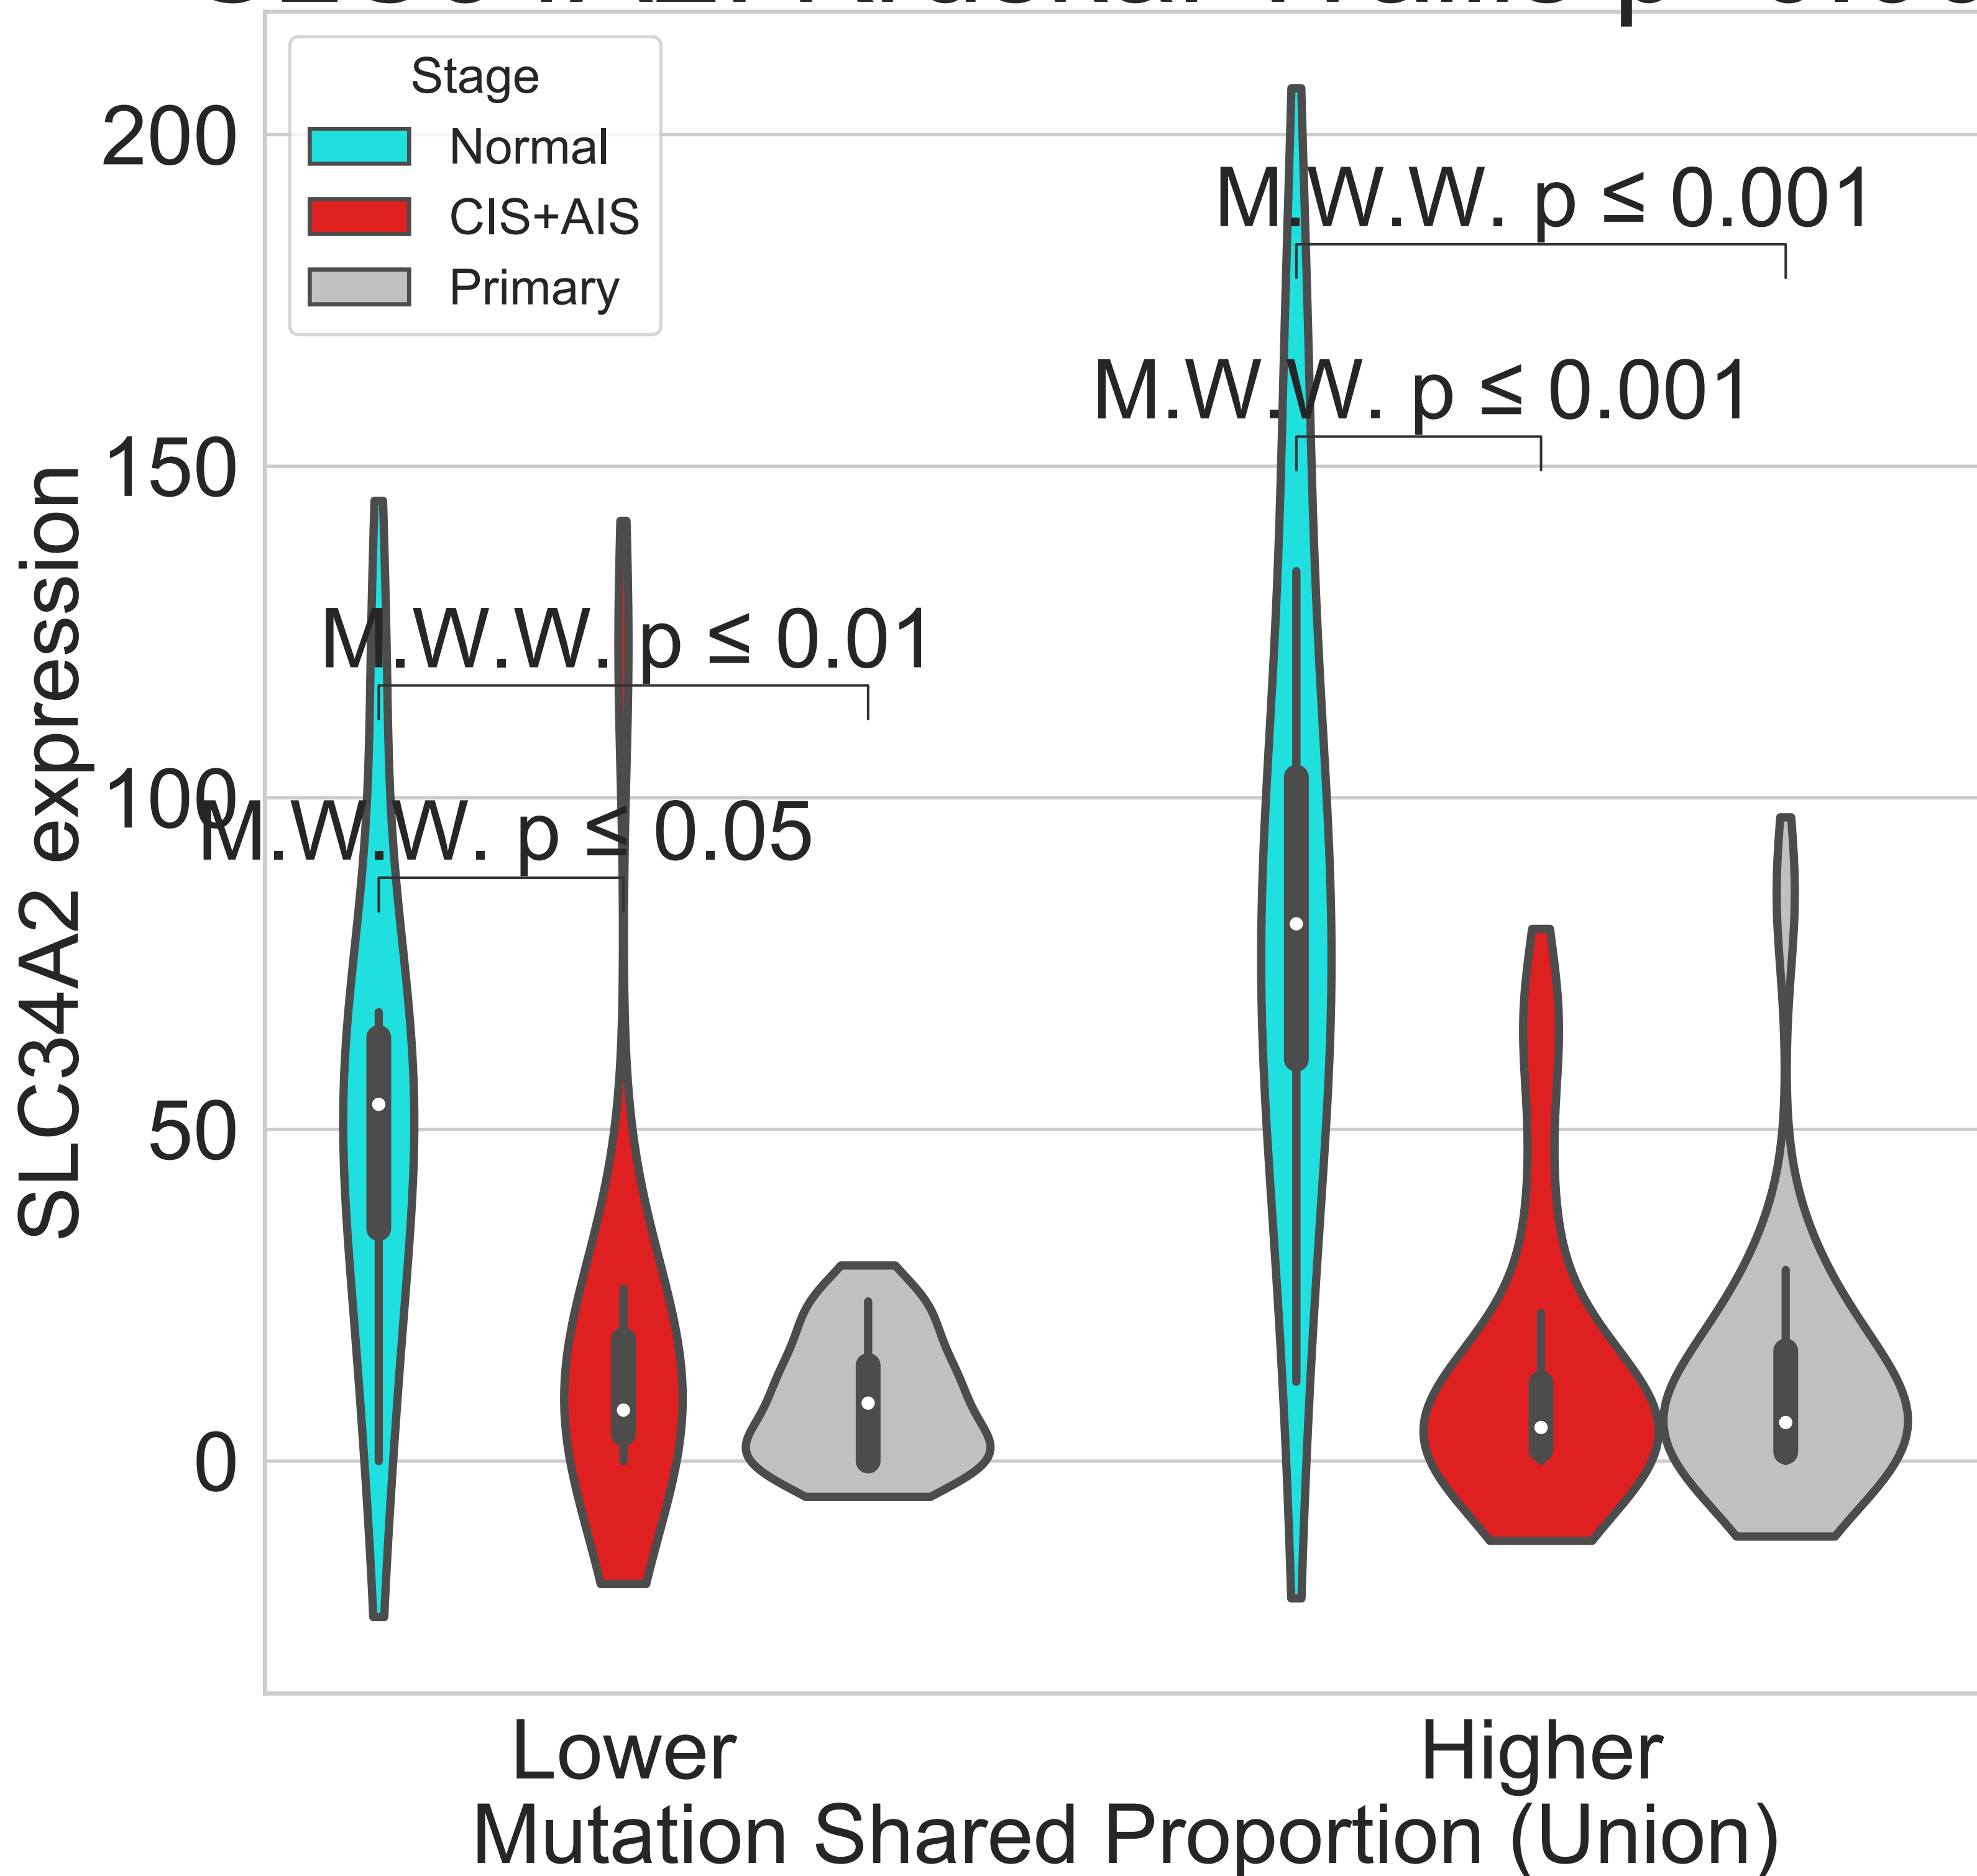 Stage
Normal
CIS+AIS
Primary
200
150
100
50
0
SLC34A2 expression
M.W.W. p ≤ 0.001
M.W.W. p ≤ 0.001
M.W.W. p ≤ 0.01
M.W.W. p ≤ 0.05
Lower
Higher
Mutation Shared Proportion (Union)